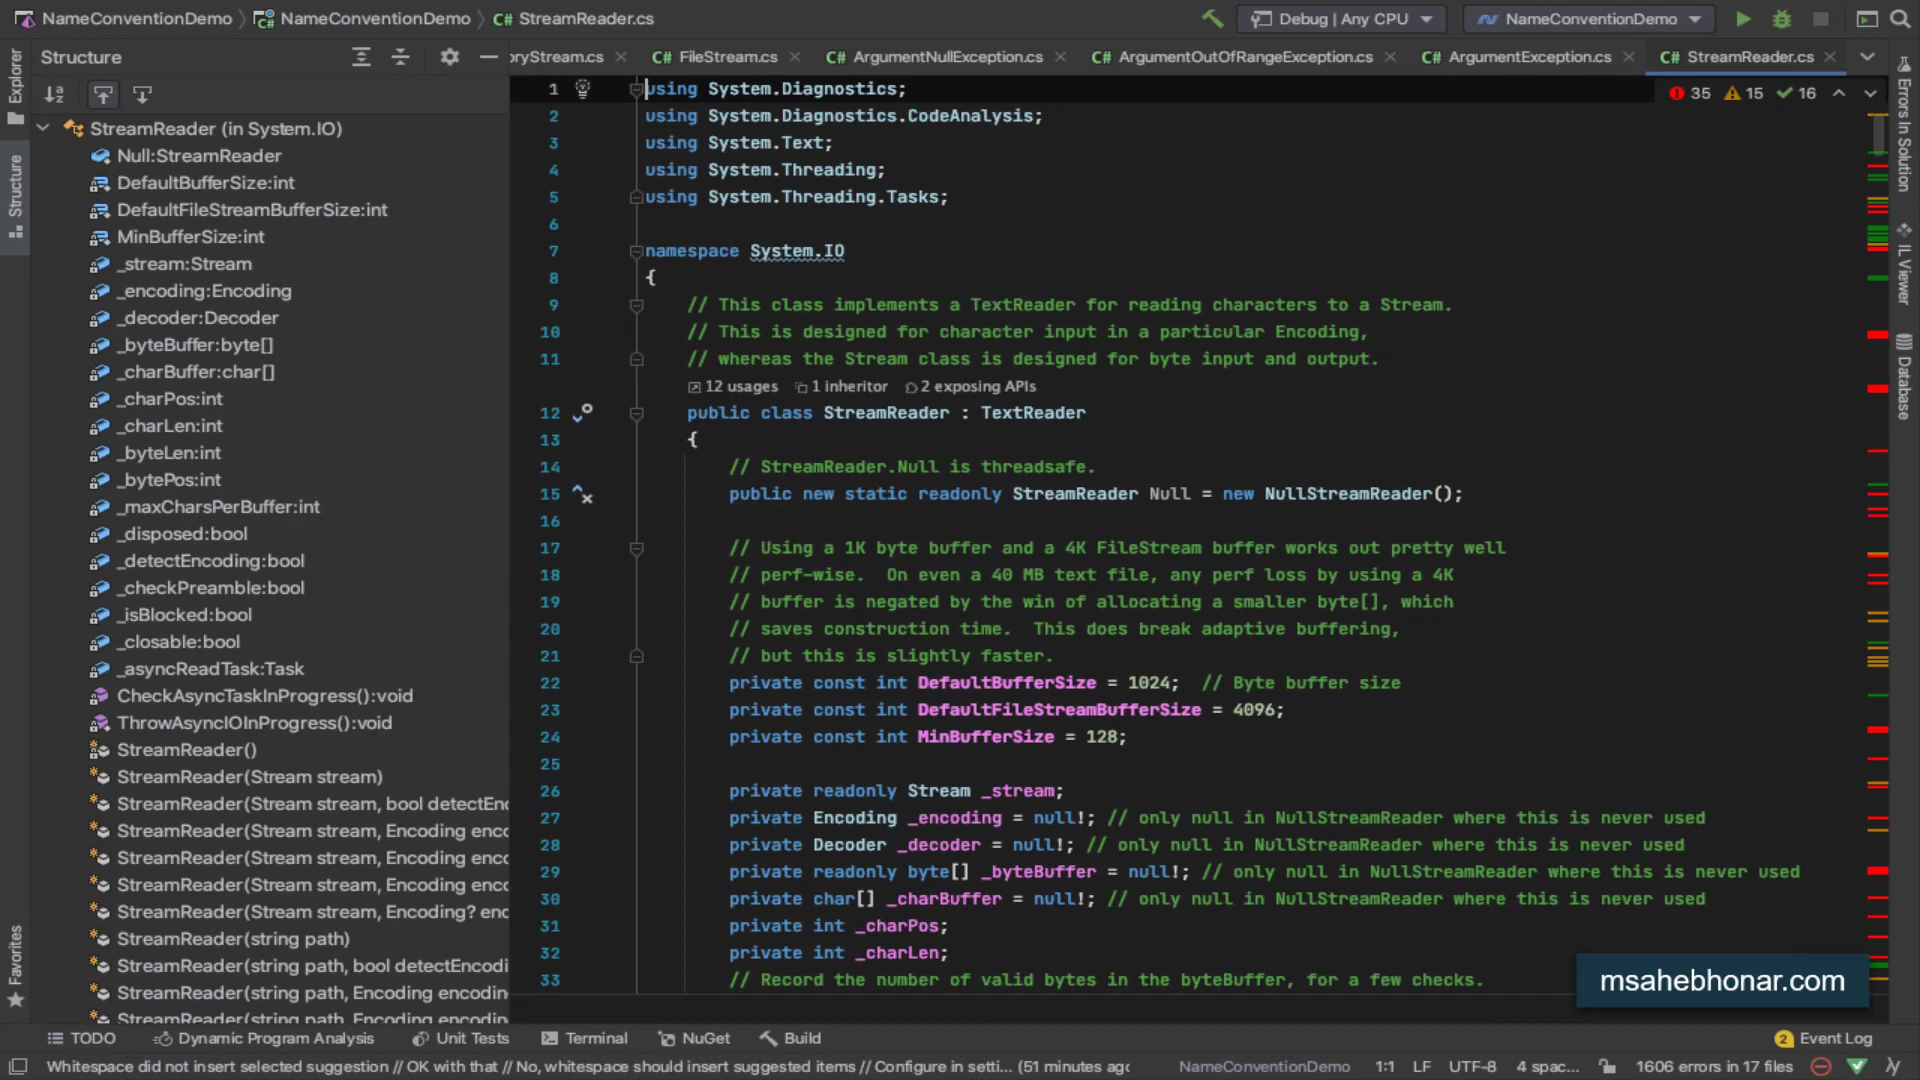 NameConventionDemo NameConventionDemo C# StreamReader.cs Debug | Any CPU NameConventionDemo
Structure
oryStream.cs C# FileStream.cs C# ArgumentNullException.cs C# ArgumentOutOfRangeException.cs C# ArgumentException.cs C# StreamReader.cs
Explorer
Structure
Favorites
StreamReader (in System.IO)
Null:StreamReader
DefaultBufferSize:int
DefaultFileStreamBufferSize:int
MinBufferSize:int
_stream:Stream
_encoding:Encoding
_decoder:Decoder
_byteBuffer:byte[]
_charBuffer:char[]
_charPos:int
_charLen:int
_byteLen:int
_bytePos:int
_maxCharsPerBuffer:int
_disposed:bool
_detectEncoding:bool
_checkPreamble:bool
_isBlocked:bool
_closable:bool
_asyncReadTask:Task
CheckAsyncTaskInProgress():void
ThrowAsyncIOInProgress():void
StreamReader()
StreamReader(Stream stream)
StreamReader(Stream stream, bool detectEnc
StreamReader(Stream stream, Encoding enco
StreamReader(Stream stream, Encoding enco
StreamReader(Stream stream, Encoding enco
StreamReader(Stream stream, Encoding? enc
StreamReader(string path)
StreamReader(string path, bool detectEncodi
StreamReader(string path, Encoding encodin
StreamReader(string path, Encoding encodin
35 15 16
1 using System.Diagnostics;
2 using System.Diagnostics.CodeAnalysis;
3 using System.Text;
4 using System.Threading;
5 using System.Threading.Tasks;
6
7 namespace System.IO
8 {
9 // This class implements a TextReader for reading characters to a Stream.
10 // This is designed for character input in a particular Encoding,
11 // whereas the Stream class is designed for byte input and output.
12 usages 1 inheritor 2 exposing APIs
12 public class StreamReader : TextReader
13 {
14 // StreamReader.Null is threadsafe.
15 public new static readonly StreamReader Null = new NullStreamReader();
16
17 // Using a 1K byte buffer and a 4K FileStream buffer works out pretty well
18 // perf-wise.  On even a 40 MB text file, any perf loss by using a 4K
19 // buffer is negated by the win of allocating a smaller byte[], which
20 // saves construction time.  This does break adaptive buffering,
21 // but this is slightly faster.
22 private const int DefaultBufferSize = 1024;  // Byte buffer size
23 private const int DefaultFileStreamBufferSize = 4096;
24 private const int MinBufferSize = 128;
25
26 private readonly Stream _stream;
27 private Encoding _encoding = null!; // only null in NullStreamReader where this is never used
28 private Decoder _decoder = null!; // only null in NullStreamReader where this is never used
29 private readonly byte[] _byteBuffer = null!; // only null in NullStreamReader where this is never used
30 private char[] _charBuffer = null!; // only null in NullStreamReader where this is never used
31 private int _charPos;
32 private int _charLen;
33 // Record the number of valid bytes in the byteBuffer, for a few checks.
Errors In Solution
IL Viewer
Database
msahebhonar.com
TODO Dynamic Program Analysis Unit Tests Terminal NuGet Build 2 Event Log
Whitespace did not insert selected suggestion // OK with that // No, whitespace should insert suggested items // Configure in setti... (51 minutes agc NameConventionDemo 1:1 LF UTF-8 4 spac... 1606 errors in 17 files